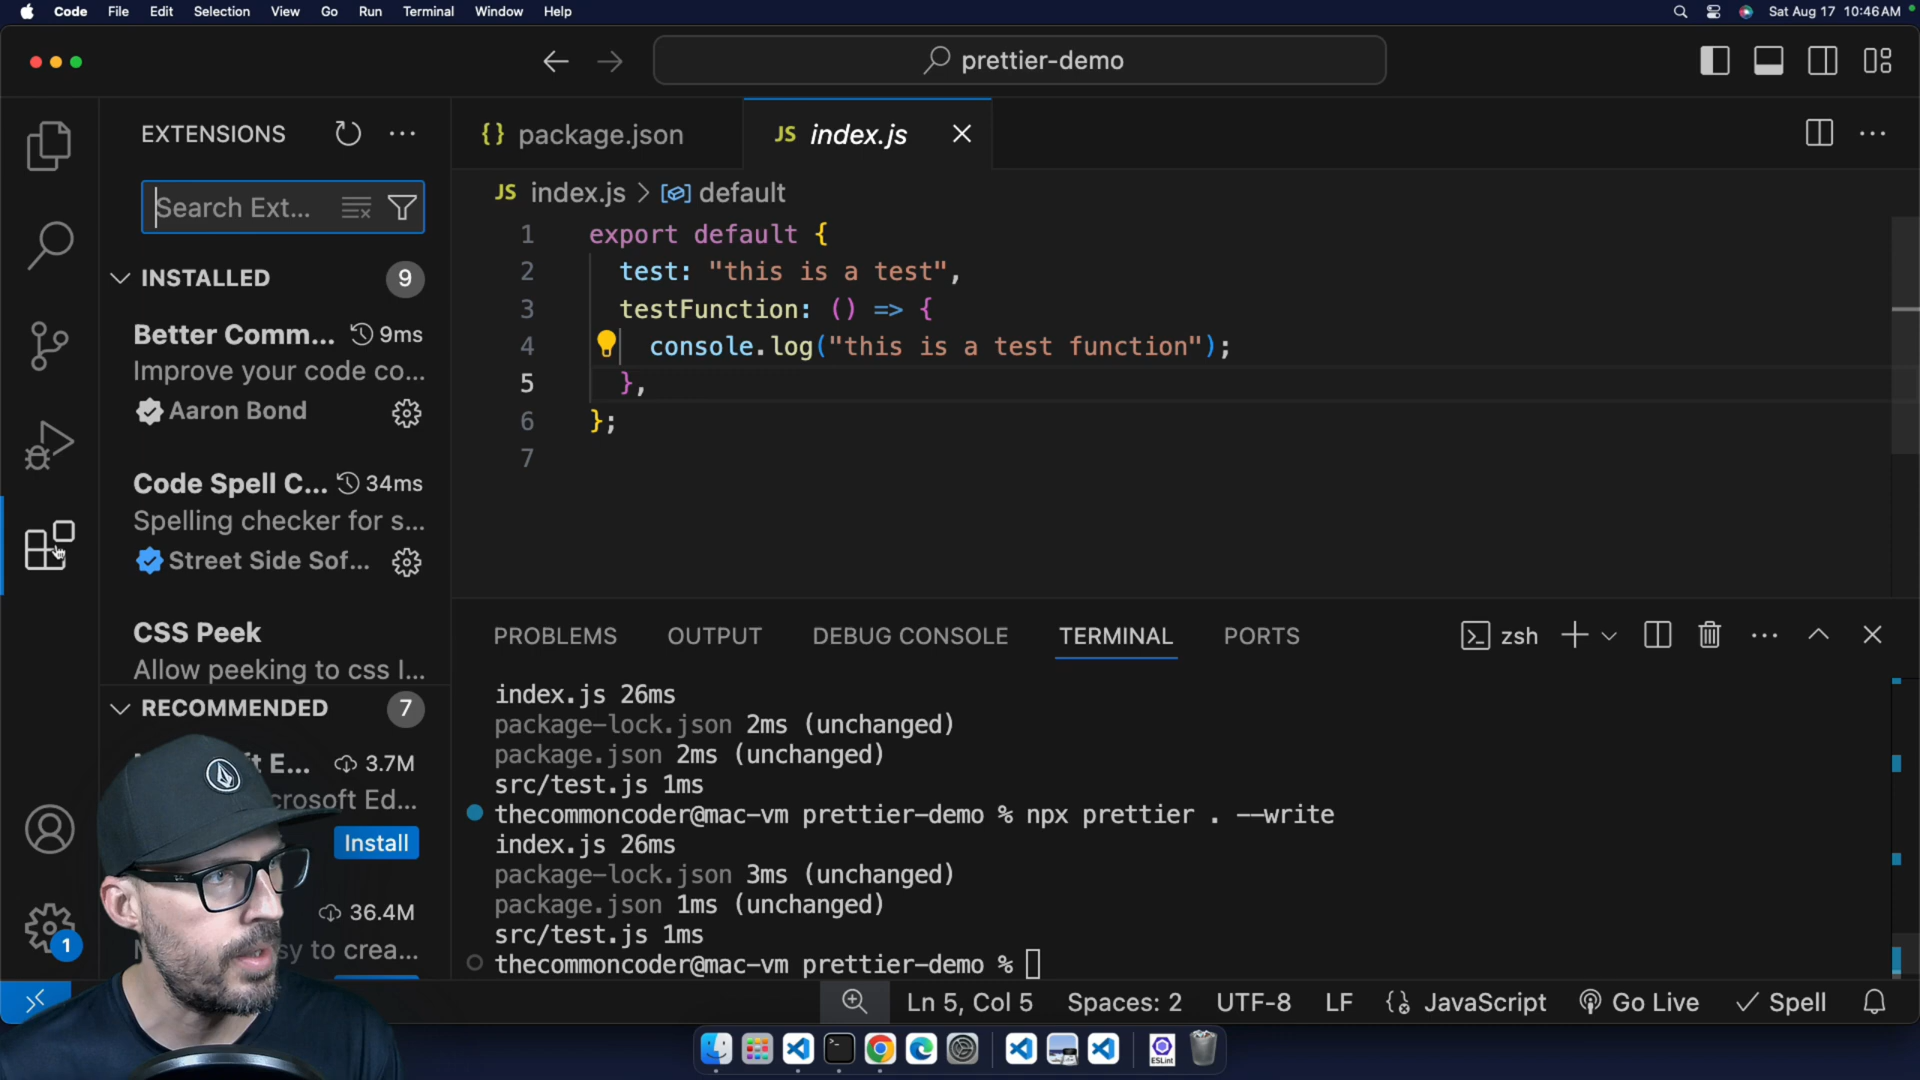 Code File Edit Selection View Go Run Terminal Window Help
Sat Aug 17 10:46 AM
prettier-demo
EXTENSIONS
Search Ext...
INSTALLED 9
Better Comm... 9ms
Improve your code co...
Aaron Bond
Code Spell C... 34ms
Spelling checker for s...
Street Side Sof...
CSS Peek
Allow peeking to css I...
RECOMMENDED 7
E... 3.7M
Ed...
Install
36.4M
to crea...
1
{} package.json
JS index.js
JS index.js > default
1 export default {
2 test: "this is a test",
3 testFunction: () => {
4 console.log("this is a test function");
5 },
6 };
7
PROBLEMS OUTPUT DEBUG CONSOLE TERMINAL PORTS
zsh
index.js 26ms
package-lock.json 2ms (unchanged)
package.json 2ms (unchanged)
src/test.js 1ms
thecommoncoder@mac-vm prettier-demo % npx prettier . --write
index.js 26ms
package-lock.json 3ms (unchanged)
package.json 1ms (unchanged)
src/test.js 1ms
thecommoncoder@mac-vm prettier-demo %
Ln 5, Col 5 Spaces: 2 UTF-8 LF JavaScript Go Live Spell
ESLint